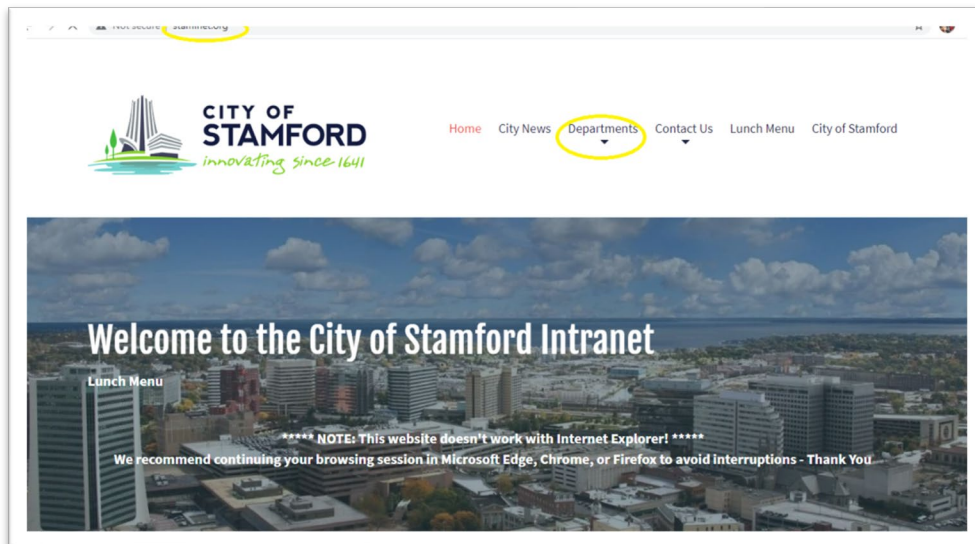 Not secure
staminet.org
CITY OF
STAMFORD
innovating since 1641
Home City News Departments Contact Us Lunch Menu City of Stamford
Welcome to the City of Stamford Intranet
Lunch Menu
***** NOTE: This website doesn't work with Internet Explorer! *****
We recommend continuing your browsing session in Microsoft Edge, Chrome, or Firefox to avoid interruptions - Thank You